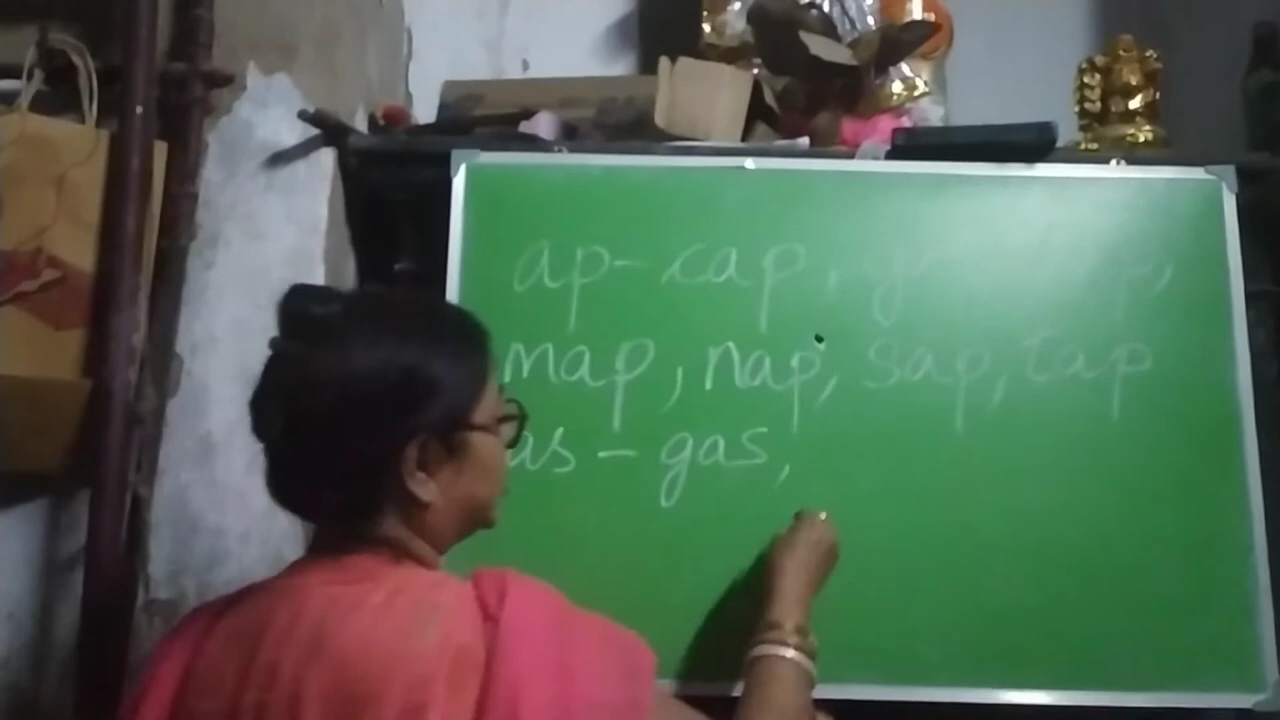 ap - cap,
map, nap, sap, tap
as - gas,